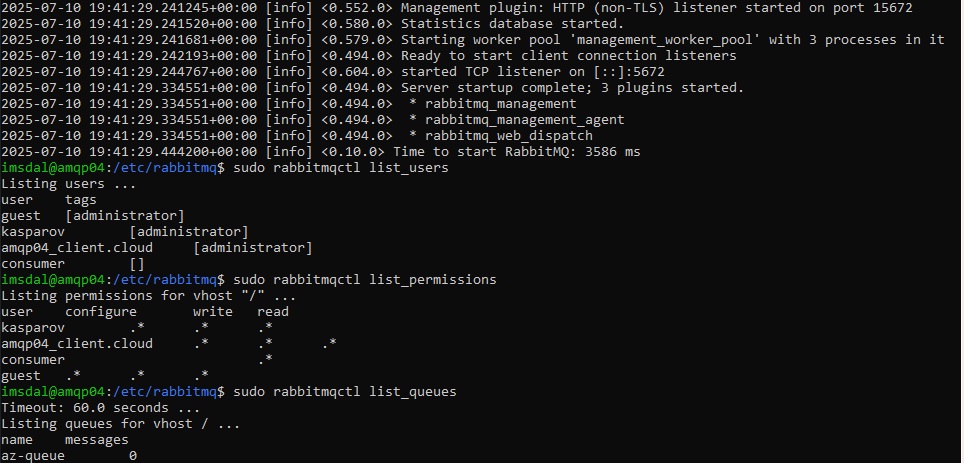 2025-07-10 19:41:29.241245+00:00 [info] <0.552.0> Management plugin: HTTP (non-TLS) listener started on port 15672
2025-07-10 19:41:29.241520+00:00 [info] <0.580.0> Statistics database started.
2025-07-10 19:41:29.241681+00:00 [info] <0.579.0> Starting worker pool 'management_worker_pool' with 3 processes in it
2025-07-10 19:41:29.242193+00:00 [info] <0.494.0> Ready to start client connection listeners
2025-07-10 19:41:29.244767+00:00 [info] <0.604.0> started TCP listener on [::]:5672
2025-07-10 19:41:29.334551+00:00 [info] <0.494.0> Server startup complete; 3 plugins started.
2025-07-10 19:41:29.334551+00:00 [info] <0.494.0>  * rabbitmq_management
2025-07-10 19:41:29.334551+00:00 [info] <0.494.0>  * rabbitmq_management_agent
2025-07-10 19:41:29.334551+00:00 [info] <0.494.0>  * rabbitmq_web_dispatch
2025-07-10 19:41:29.444200+00:00 [info] <0.10.0> Time to start RabbitMQ: 3586 ms
imsdal@amqp04:/etc/rabbitmq$ sudo rabbitmqctl list_users
Listing users ...
user    tags
guest   [administrator]
kasparov        [administrator]
amqp04_client.cloud     [administrator]
consumer        []
imsdal@amqp04:/etc/rabbitmq$ sudo rabbitmqctl list_permissions
Listing permissions for vhost "/" ...
user    configure       write   read
kasparov        .*      .*      .*
amqp04_client.cloud     .*      .*      .*
consumer                        .*
guest   .*      .*      .*
imsdal@amqp04:/etc/rabbitmq$ sudo rabbitmqctl list_queues
Timeout: 60.0 seconds ...
Listing queues for vhost / ...
name    messages
az-queue        0